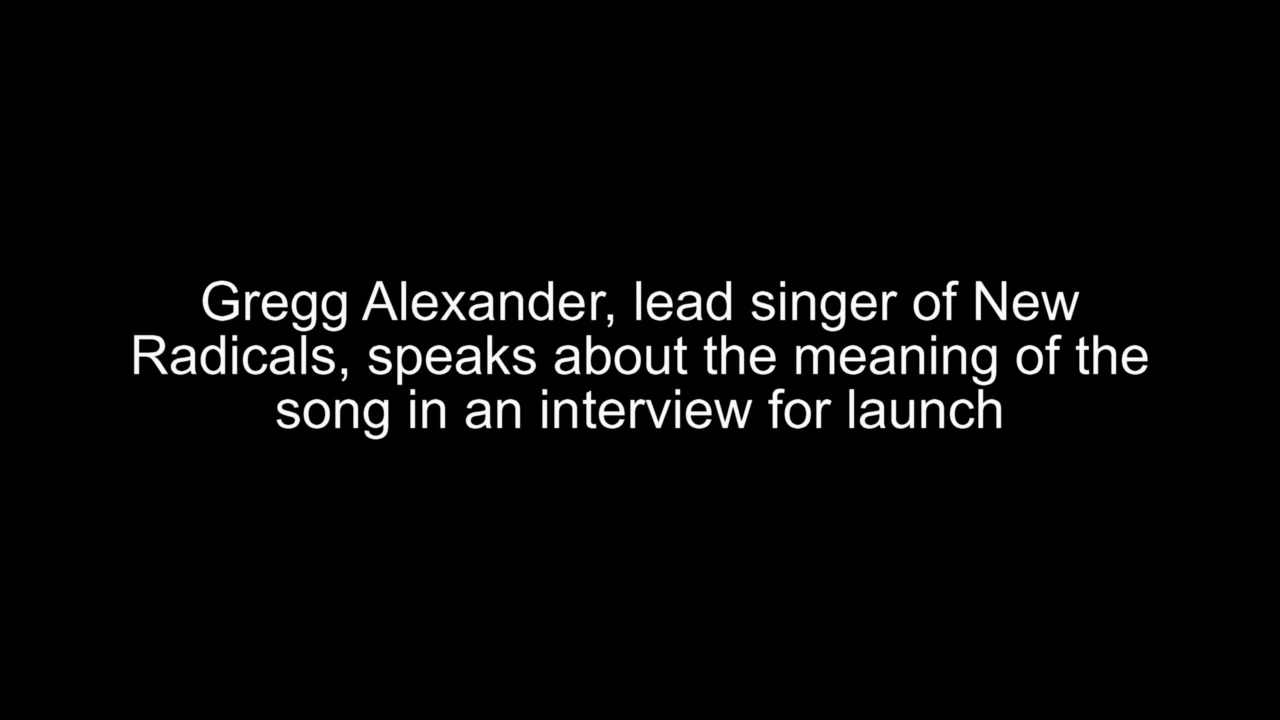 Gregg Alexander, lead singer of New
Radicals, speaks about the meaning of the
song in an interview for launch